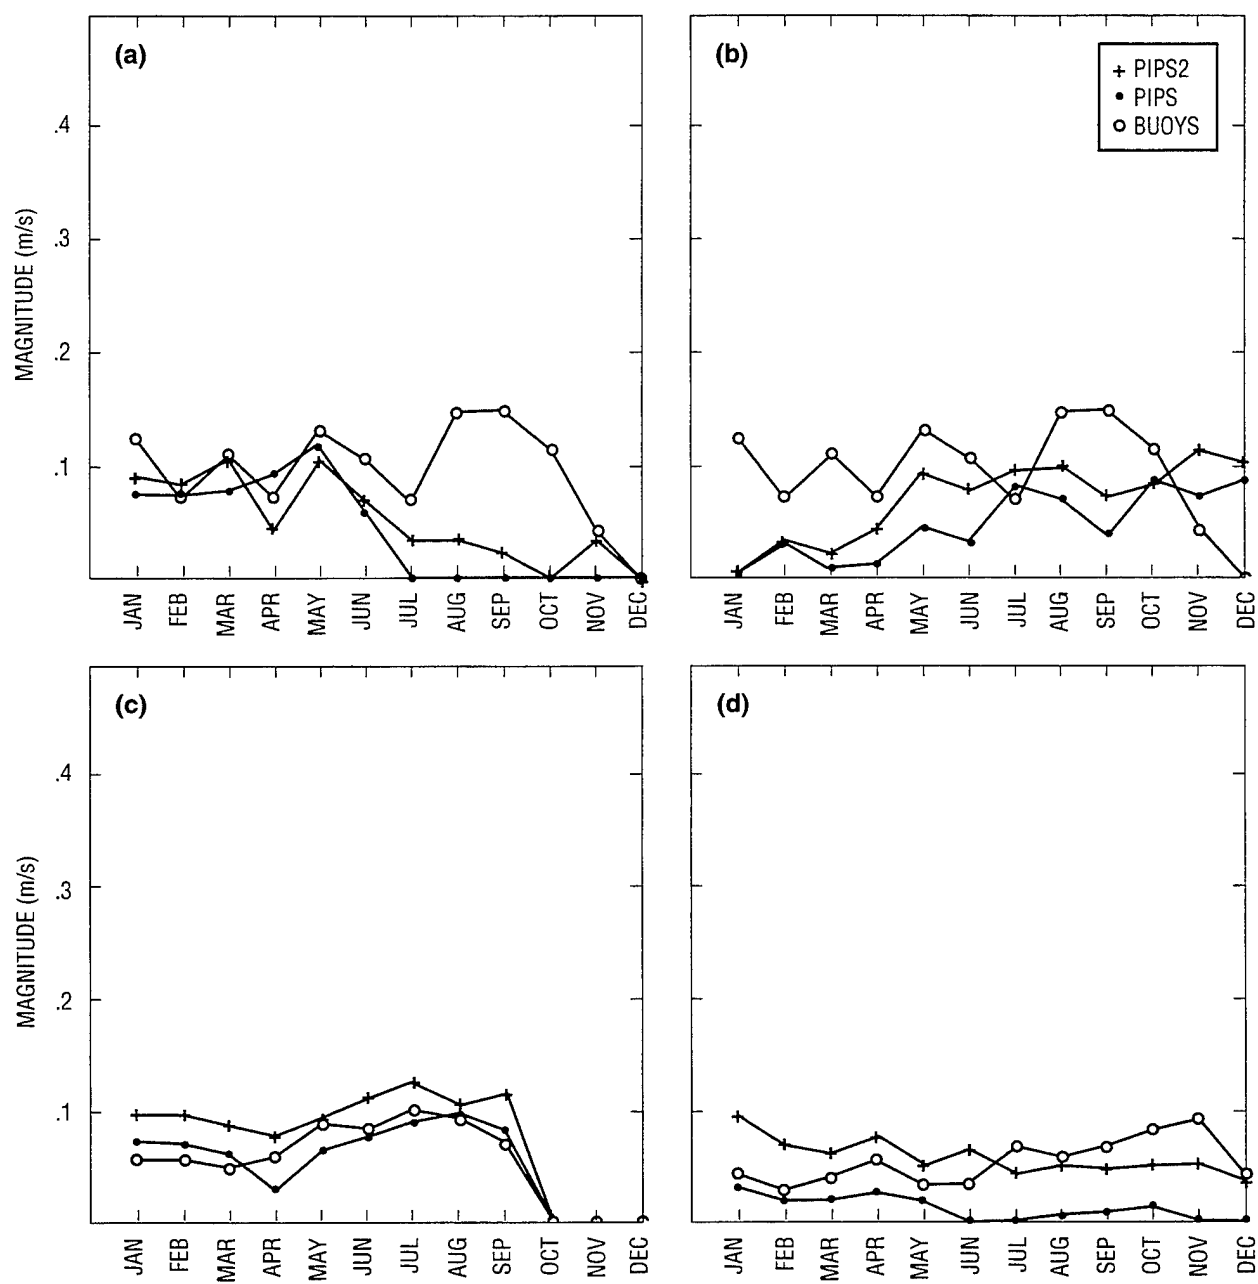 (a)
.4
.3
.2
.1
MAGNITUDE (m/s)
JAN FEB MAR APR MAY JUN JUL AUG SEP OCT NOV DEC
(b)
PIPS2
PIPS
BUOYS
JAN FEB MAR APR MAY JUN JUL AUG SEP OCT NOV DEC
(c)
.4
.3
.2
.1
MAGNITUDE (m/s)
JAN FEB MAR APR MAY JUN JUL AUG SEP OCT NOV DEC
(d)
JAN FEB MAR APR MAY JUN JUL AUG SEP OCT NOV DEC